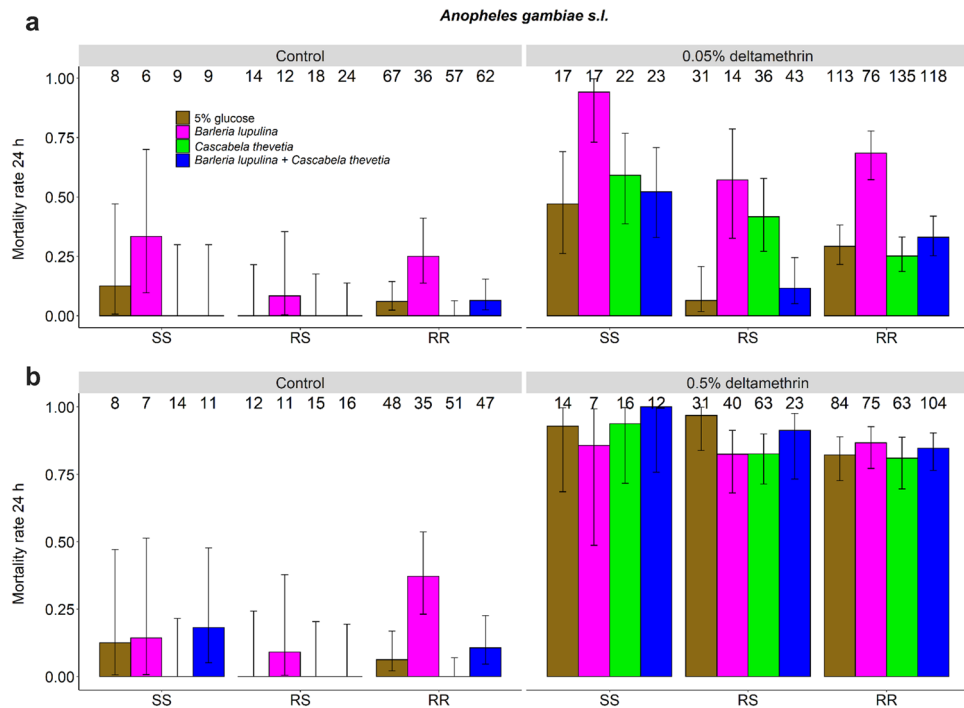 Anopheles gambiae s.l.
a
Control
0.05% deltamethrin
8 6 9 9 14 12 18 24 67 36 57 62
17 17 22 23 31 14 36 43 113 76 135 118
1.00
0.75
0.50
0.25
0.00
Mortality rate 24 h
5% glucose
Barleria lupulina
Cascabela thevetia
Barleria lupulina + Cascabela thevetia
SS RS RR
SS RS RR
b
Control
0.5% deltamethrin
8 7 14 11 12 11 15 16 48 35 51 47
14 7 16 12 31 40 63 23 84 75 63 104
1.00
0.75
0.50
0.25
0.00
Mortality rate 24 h
SS RS RR
SS RS RR